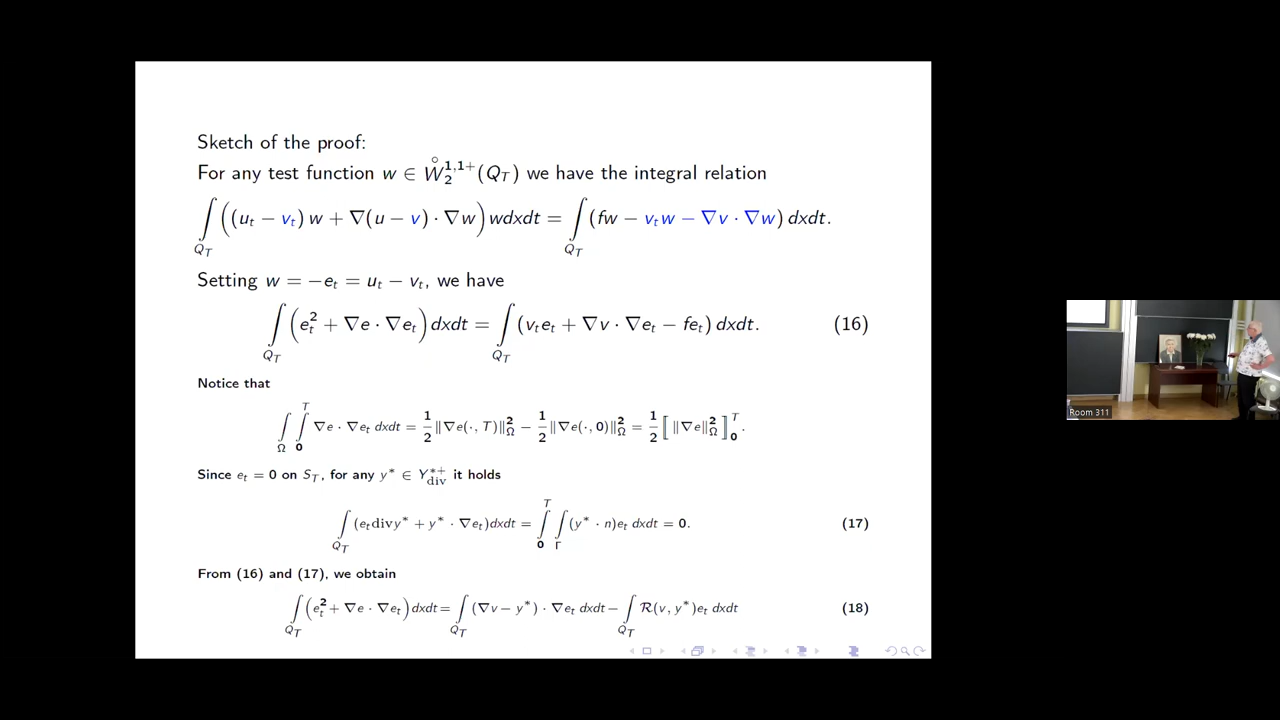 Sketch of the proof:
For any test function w ∈ W̊₂^{1,1+}(Q_T) we have the integral relation
∫_{Q_T} ((u_t − v_t) w + ∇(u − v) · ∇w) wdxdt = ∫_{Q_T} (fw − v_t w − ∇v · ∇w) dxdt.
Setting w = −e_t = u_t − v_t, we have
∫_{Q_T} (e_t² + ∇e · ∇e_t) dxdt = ∫_{Q_T} (v_t e_t + ∇v · ∇e_t − fe_t) dxdt. (16)
Notice that
∫_Ω ∫_0^T ∇e · ∇e_t dxdt = 1/2 ‖∇e(·, T)‖²_Ω − 1/2 ‖∇e(·, 0)‖²_Ω = 1/2 [‖∇e‖²_Ω]_0^T.
Since e_t = 0 on S_T, for any y* ∈ Y^{*+}_{div} it holds
∫_{Q_T} (e_t divy* + y* · ∇e_t)dxdt = ∫_0^T ∫_Γ (y* · n)e_t dxdt = 0. (17)
From (16) and (17), we obtain
∫_{Q_T} (e_t² + ∇e · ∇e_t) dxdt = ∫_{Q_T} (∇v − y*) · ∇e_t dxdt − ∫_{Q_T} R(v, y*)e_t dxdt (18)
Room 311